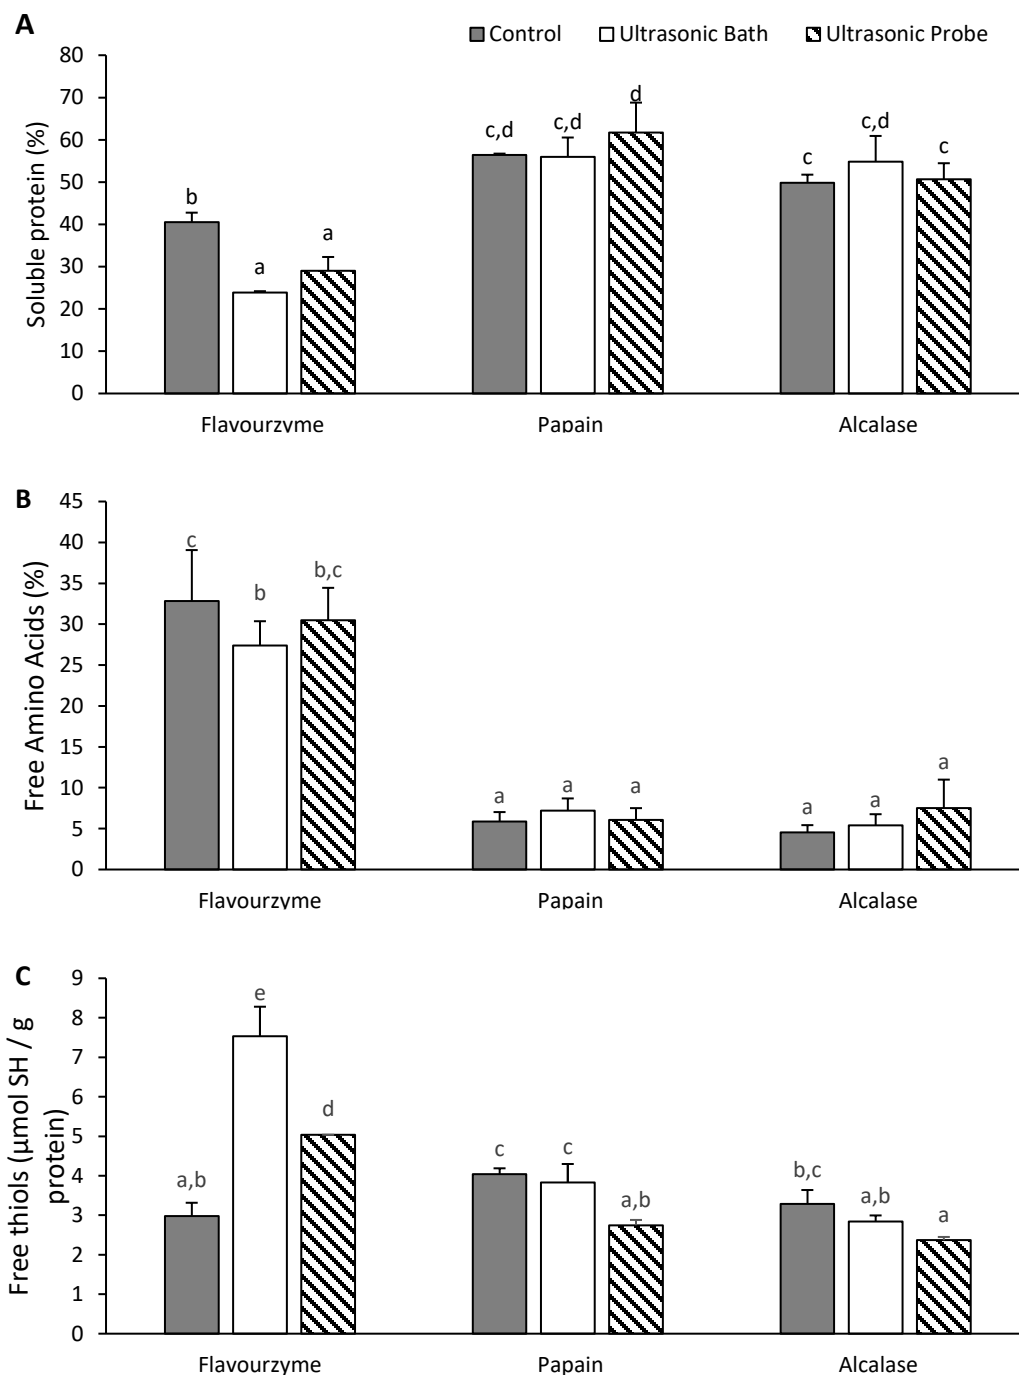 A
Control Ultrasonic Bath Ultrasonic Probe
Soluble protein (%)
80
70
60
50
40
30
20
10
0
b a a c,d c,d d c c,d c
Flavourzyme Papain Alcalase
B
Free Amino Acids (%)
45
40
35
30
25
20
15
10
5
0
c b b,c a a a a a a
Flavourzyme Papain Alcalase
C
Free thiols (µmol SH / g
protein)
9
8
7
6
5
4
3
2
1
0
a,b e d c c a,b b,c a,b a
Flavourzyme Papain Alcalase